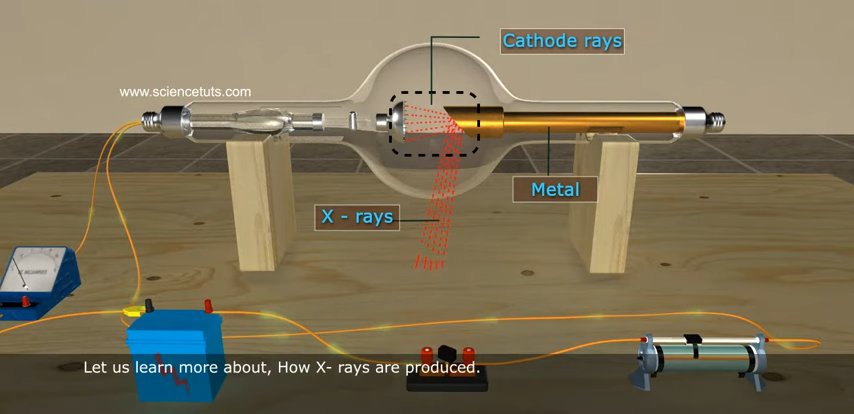 Cathode rays
www.sciencetuts.com
Metal
X - rays
Let us learn more about, How X- rays are produced.